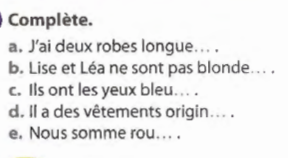 Complète.
a. J'ai deux robes longue... .
b. Lise et Léa ne sont pas blonde... .
c. Ils ont les yeux bleu... .
d. Il a des vêtements origin... .
e. Nous somme rou... .